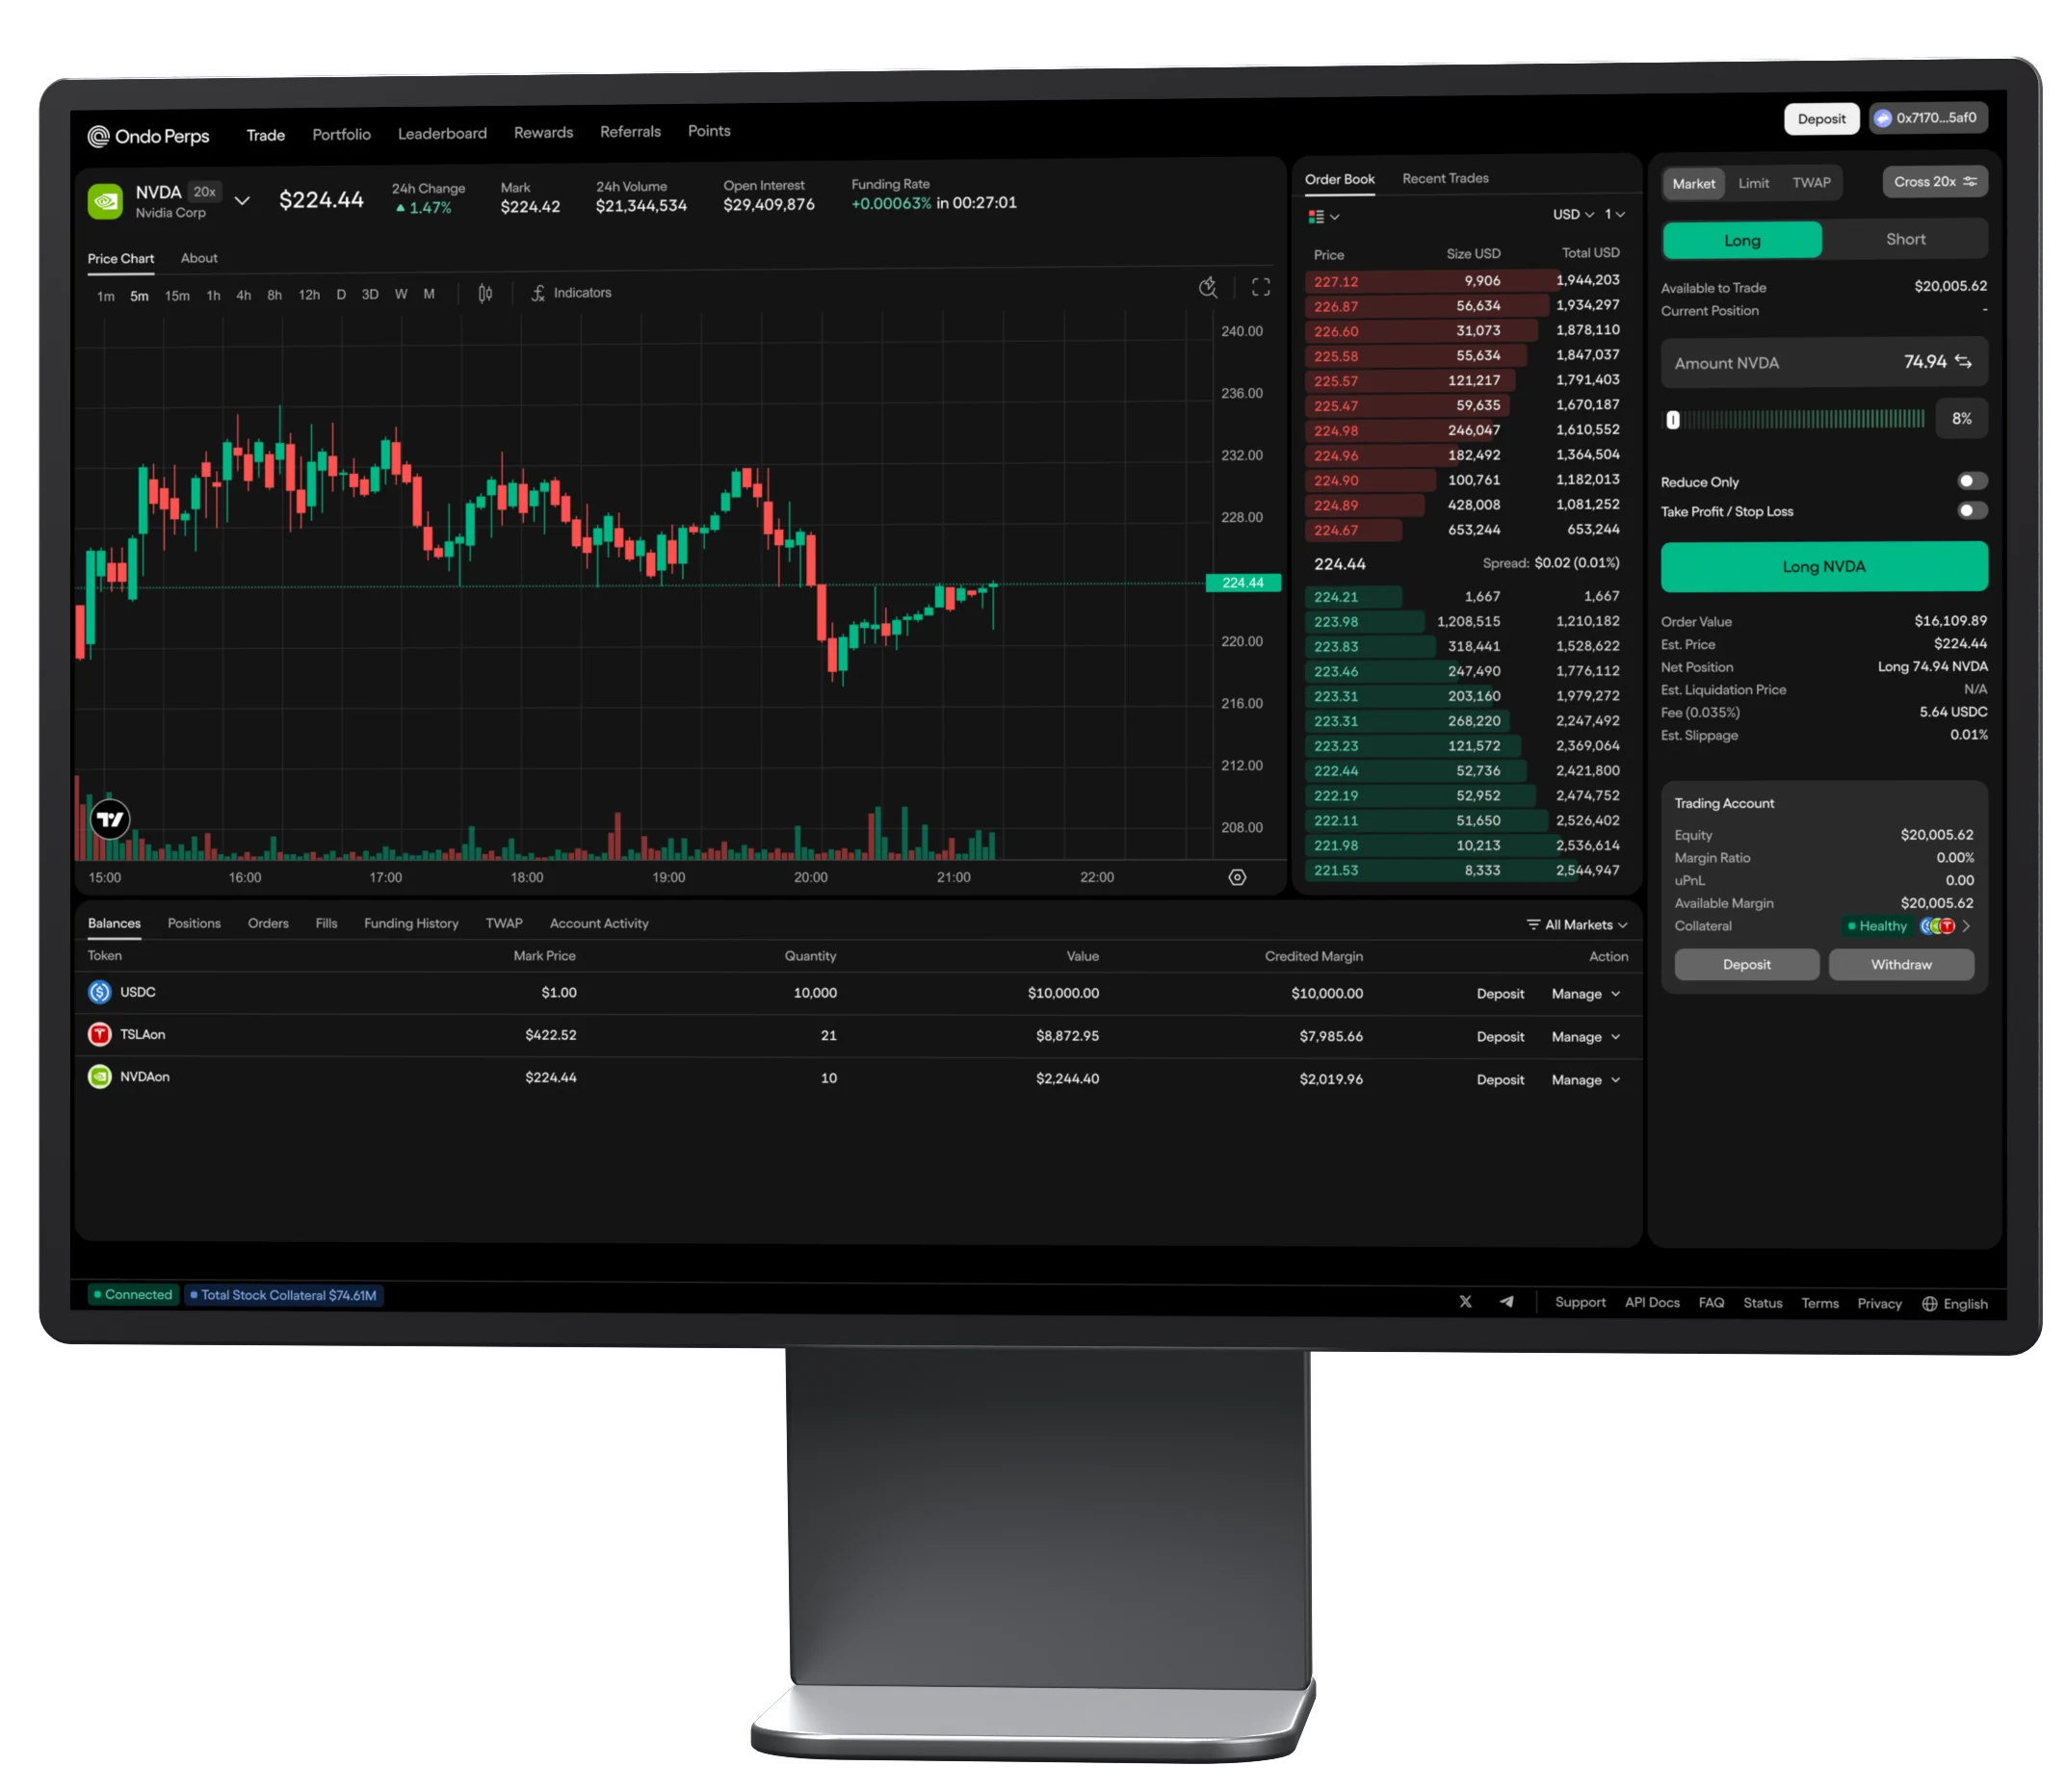 Ondo Perps Trade Portfolio Leaderboard Rewards Referrals Points Deposit 0x7170...5af0
NVDA 20x
Nvidia Corp
$224.44
24h Change
1.47%
Mark
$224.42
24h Volume
$21,344,534
Open Interest
$29,409,876
Funding Rate
+0.00063% in 00:27:01
Price Chart About
1m 5m 15m 1h 4h 8h 12h D 3D W M Indicators
240.00
236.00
232.00
228.00
224.44
220.00
216.00
212.00
208.00
15:00 16:00 17:00 18:00 19:00 20:00 21:00 22:00
Order Book Recent Trades
USD 1
Price Size USD Total USD
227.12 9,906 1,944,203
226.87 56,634 1,934,297
226.60 31,073 1,878,110
225.58 55,634 1,847,037
225.57 121,217 1,791,403
225.47 59,635 1,670,187
224.98 246,047 1,610,552
224.96 182,492 1,364,504
224.90 100,761 1,182,013
224.89 428,008 1,081,252
224.67 653,244 653,244
224.44 Spread: $0.02 (0.01%)
224.21 1,667 1,667
223.98 1,208,515 1,210,182
223.83 318,441 1,528,622
223.46 247,490 1,776,112
223.31 203,160 1,979,272
223.31 268,220 2,247,492
223.23 121,572 2,369,064
222.44 52,736 2,421,800
222.19 52,952 2,474,752
222.11 51,650 2,526,402
221.98 10,213 2,536,614
221.53 8,333 2,544,947
Market Limit TWAP Cross 20x
Long Short
Available to Trade $20,005.62
Current Position -
Amount NVDA 74.94
8%
Reduce Only
Take Profit / Stop Loss
Long NVDA
Order Value $16,109.89
Est. Price $224.44
Net Position Long 74.94 NVDA
Est. Liquidation Price N/A
Fee (0.035%) 5.64 USDC
Est. Slippage 0.01%
Trading Account
Equity $20,005.62
Margin Ratio 0.00%
uPnL 0.00
Available Margin $20,005.62
Collateral Healthy
Deposit Withdraw
Balances Positions Orders Fills Funding History TWAP Account Activity All Markets
Token Mark Price Quantity Value Credited Margin Action
USDC $1.00 10,000 $10,000.00 $10,000.00 Deposit Manage
TSLAon $422.52 21 $8,872.95 $7,985.66 Deposit Manage
NVDAon $224.44 10 $2,244.40 $2,019.96 Deposit Manage
Connected Total Stock Collateral $74.61M
Support API Docs FAQ Status Terms Privacy English